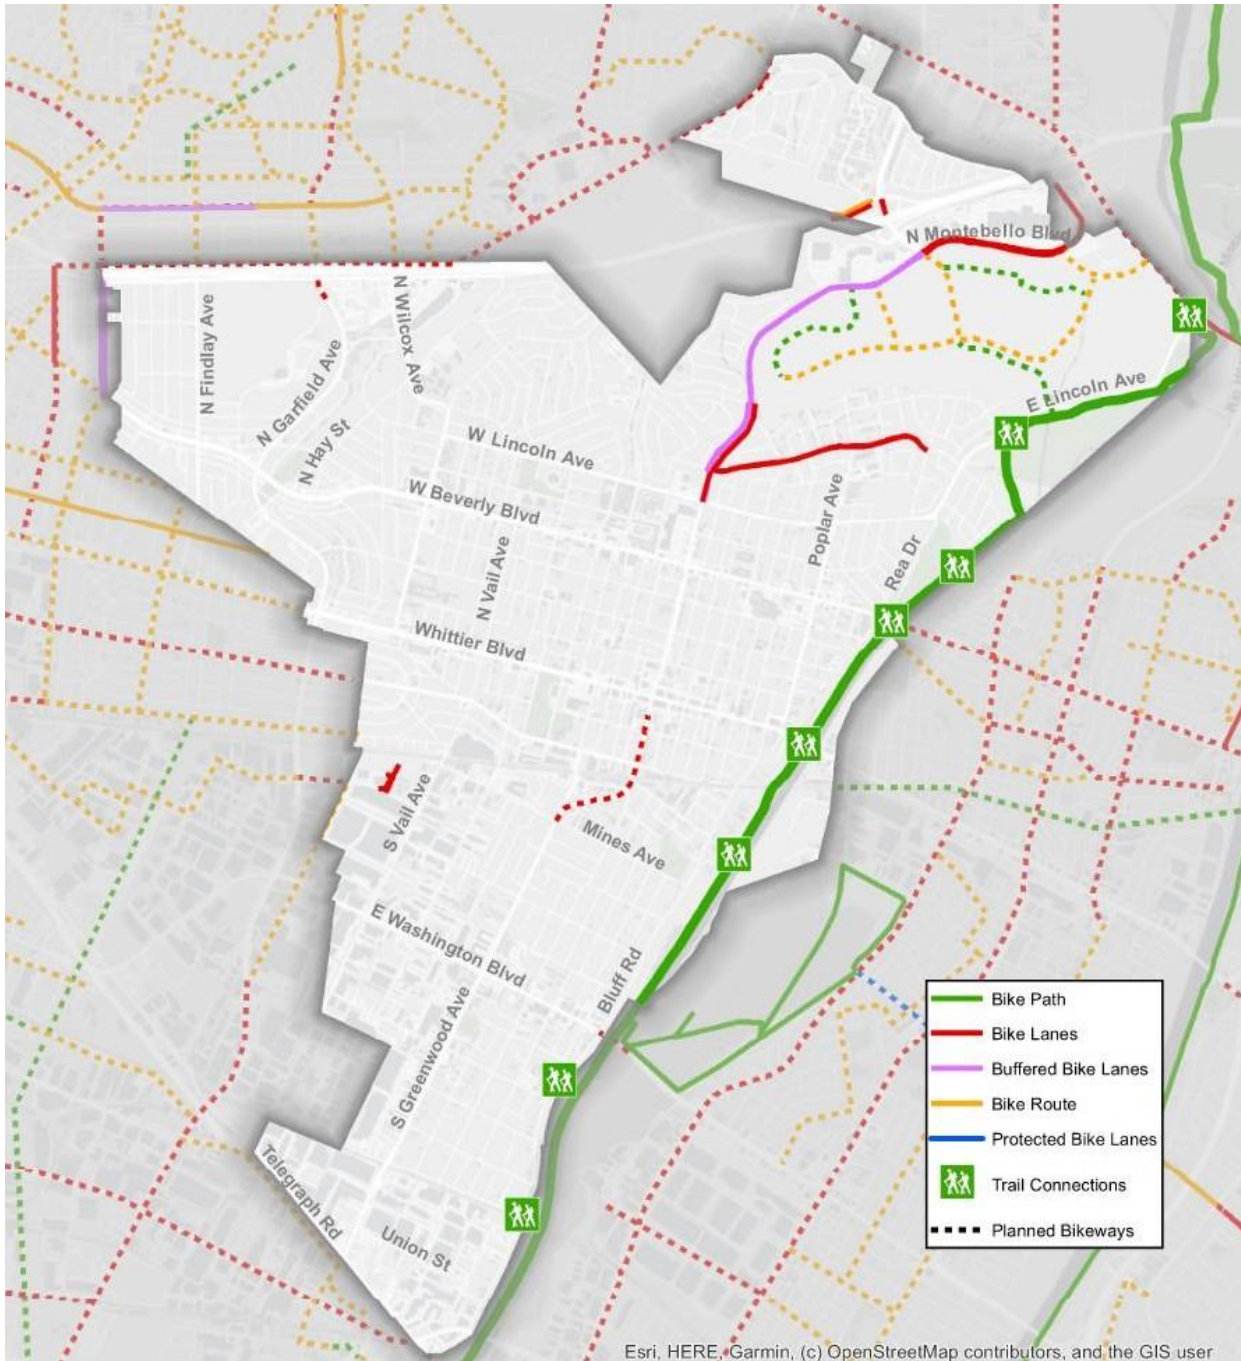 N Montebello Blvd
N Findlay Ave
N Wilcox Ave
N Garfield Ave
N Hay St
E Lincoln Ave
W Lincoln Ave
W Beverly Blvd
Poplar Ave
N Vail Ave
Rea Dr
Whittier Blvd
S Vail Ave
Mines Ave
E Washington Blvd
Bluff Rd
S Greenwood Ave
Telegraph Rd
Union St
Bike Path
Bike Lanes
Buffered Bike Lanes
Bike Route
Protected Bike Lanes
Trail Connections
Planned Bikeways
Esri, HERE, Garmin, (c) OpenStreetMap contributors, and the GIS user